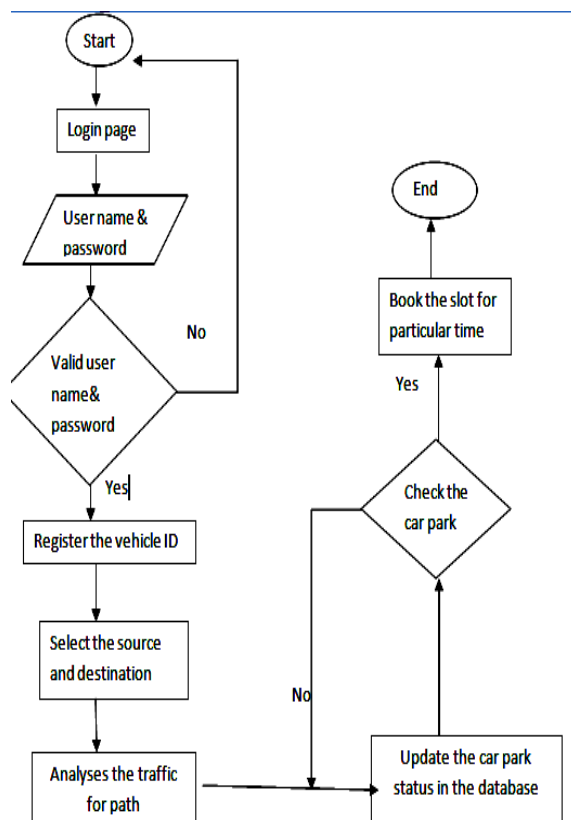 Start
Login page
User name &
password
No
Valid user
name&
password
Yes
Register the vehicle ID
Select the source
and destination
Analyses the traffic
for path
No
Update the car park
status in the database
Check the
car park
Yes
Book the slot for
particular time
End